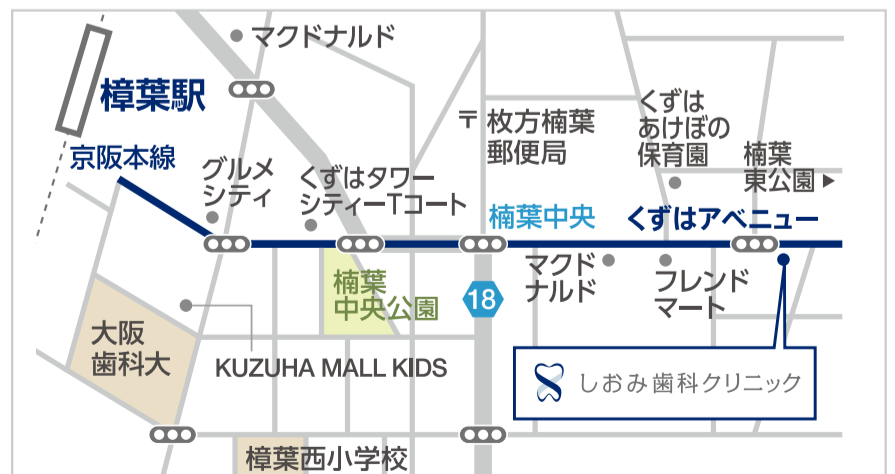 マクドナルド
樟葉駅
京阪本線
グルメ
シティ
くずはタワー
シティーTコート
〒 枚方楠葉
郵便局
くずは
あけぼの
保育園
楠葉
東公園▶
楠葉中央
くずはアベニュー
マクド
ナルド
フレンド
マート
楠葉
中央公園
18
大阪
歯科大
KUZUHA MALL KIDS
しおみ歯科クリニック
樟葉西小学校